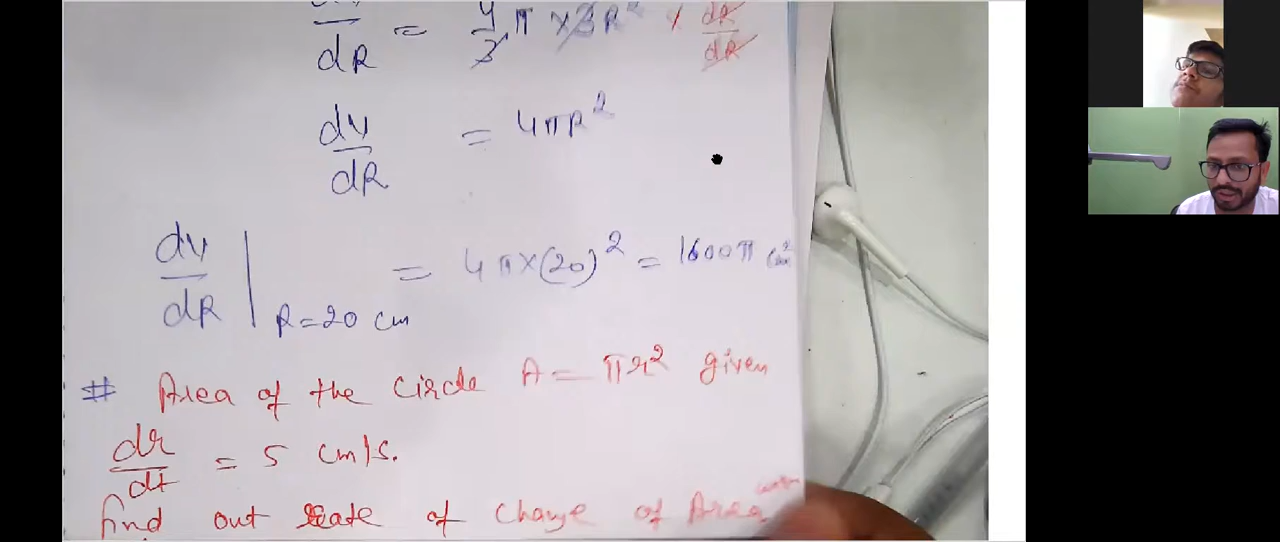 dR = 4/3 π × 3R² × dR/dR
dv/dR = 4πR²
dv/dR | R=20 cm = 4π×(20)² = 1600π cm²
# Area of the circle A = πr² given
dr/dt = 5 cm/s.
find out rate of change of Area with